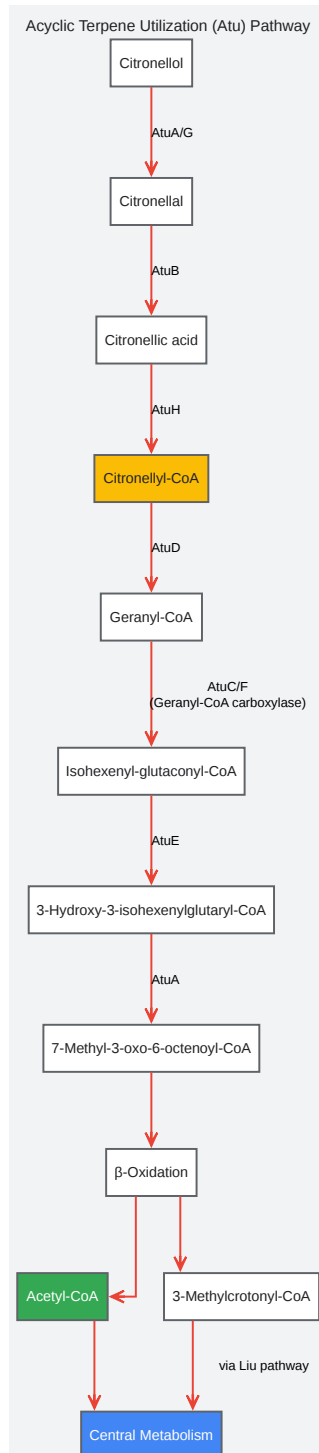 Acyclic Terpene Utilization (Atu) Pathway
Citronellol
AtuA/G
Citronellal
AtuB
Citronellic acid
AtuH
Citronellyl-CoA
AtuD
Geranyl-CoA
AtuC/F
(Geranyl-CoA carboxylase)
Isohexenyl-glutaconyl-CoA
AtuE
3-Hydroxy-3-isohexenylglutaryl-CoA
AtuA
7-Methyl-3-oxo-6-octenoyl-CoA
β-Oxidation
Acetyl-CoA
3-Methylcrotonyl-CoA
via Liu pathway
Central Metabolism